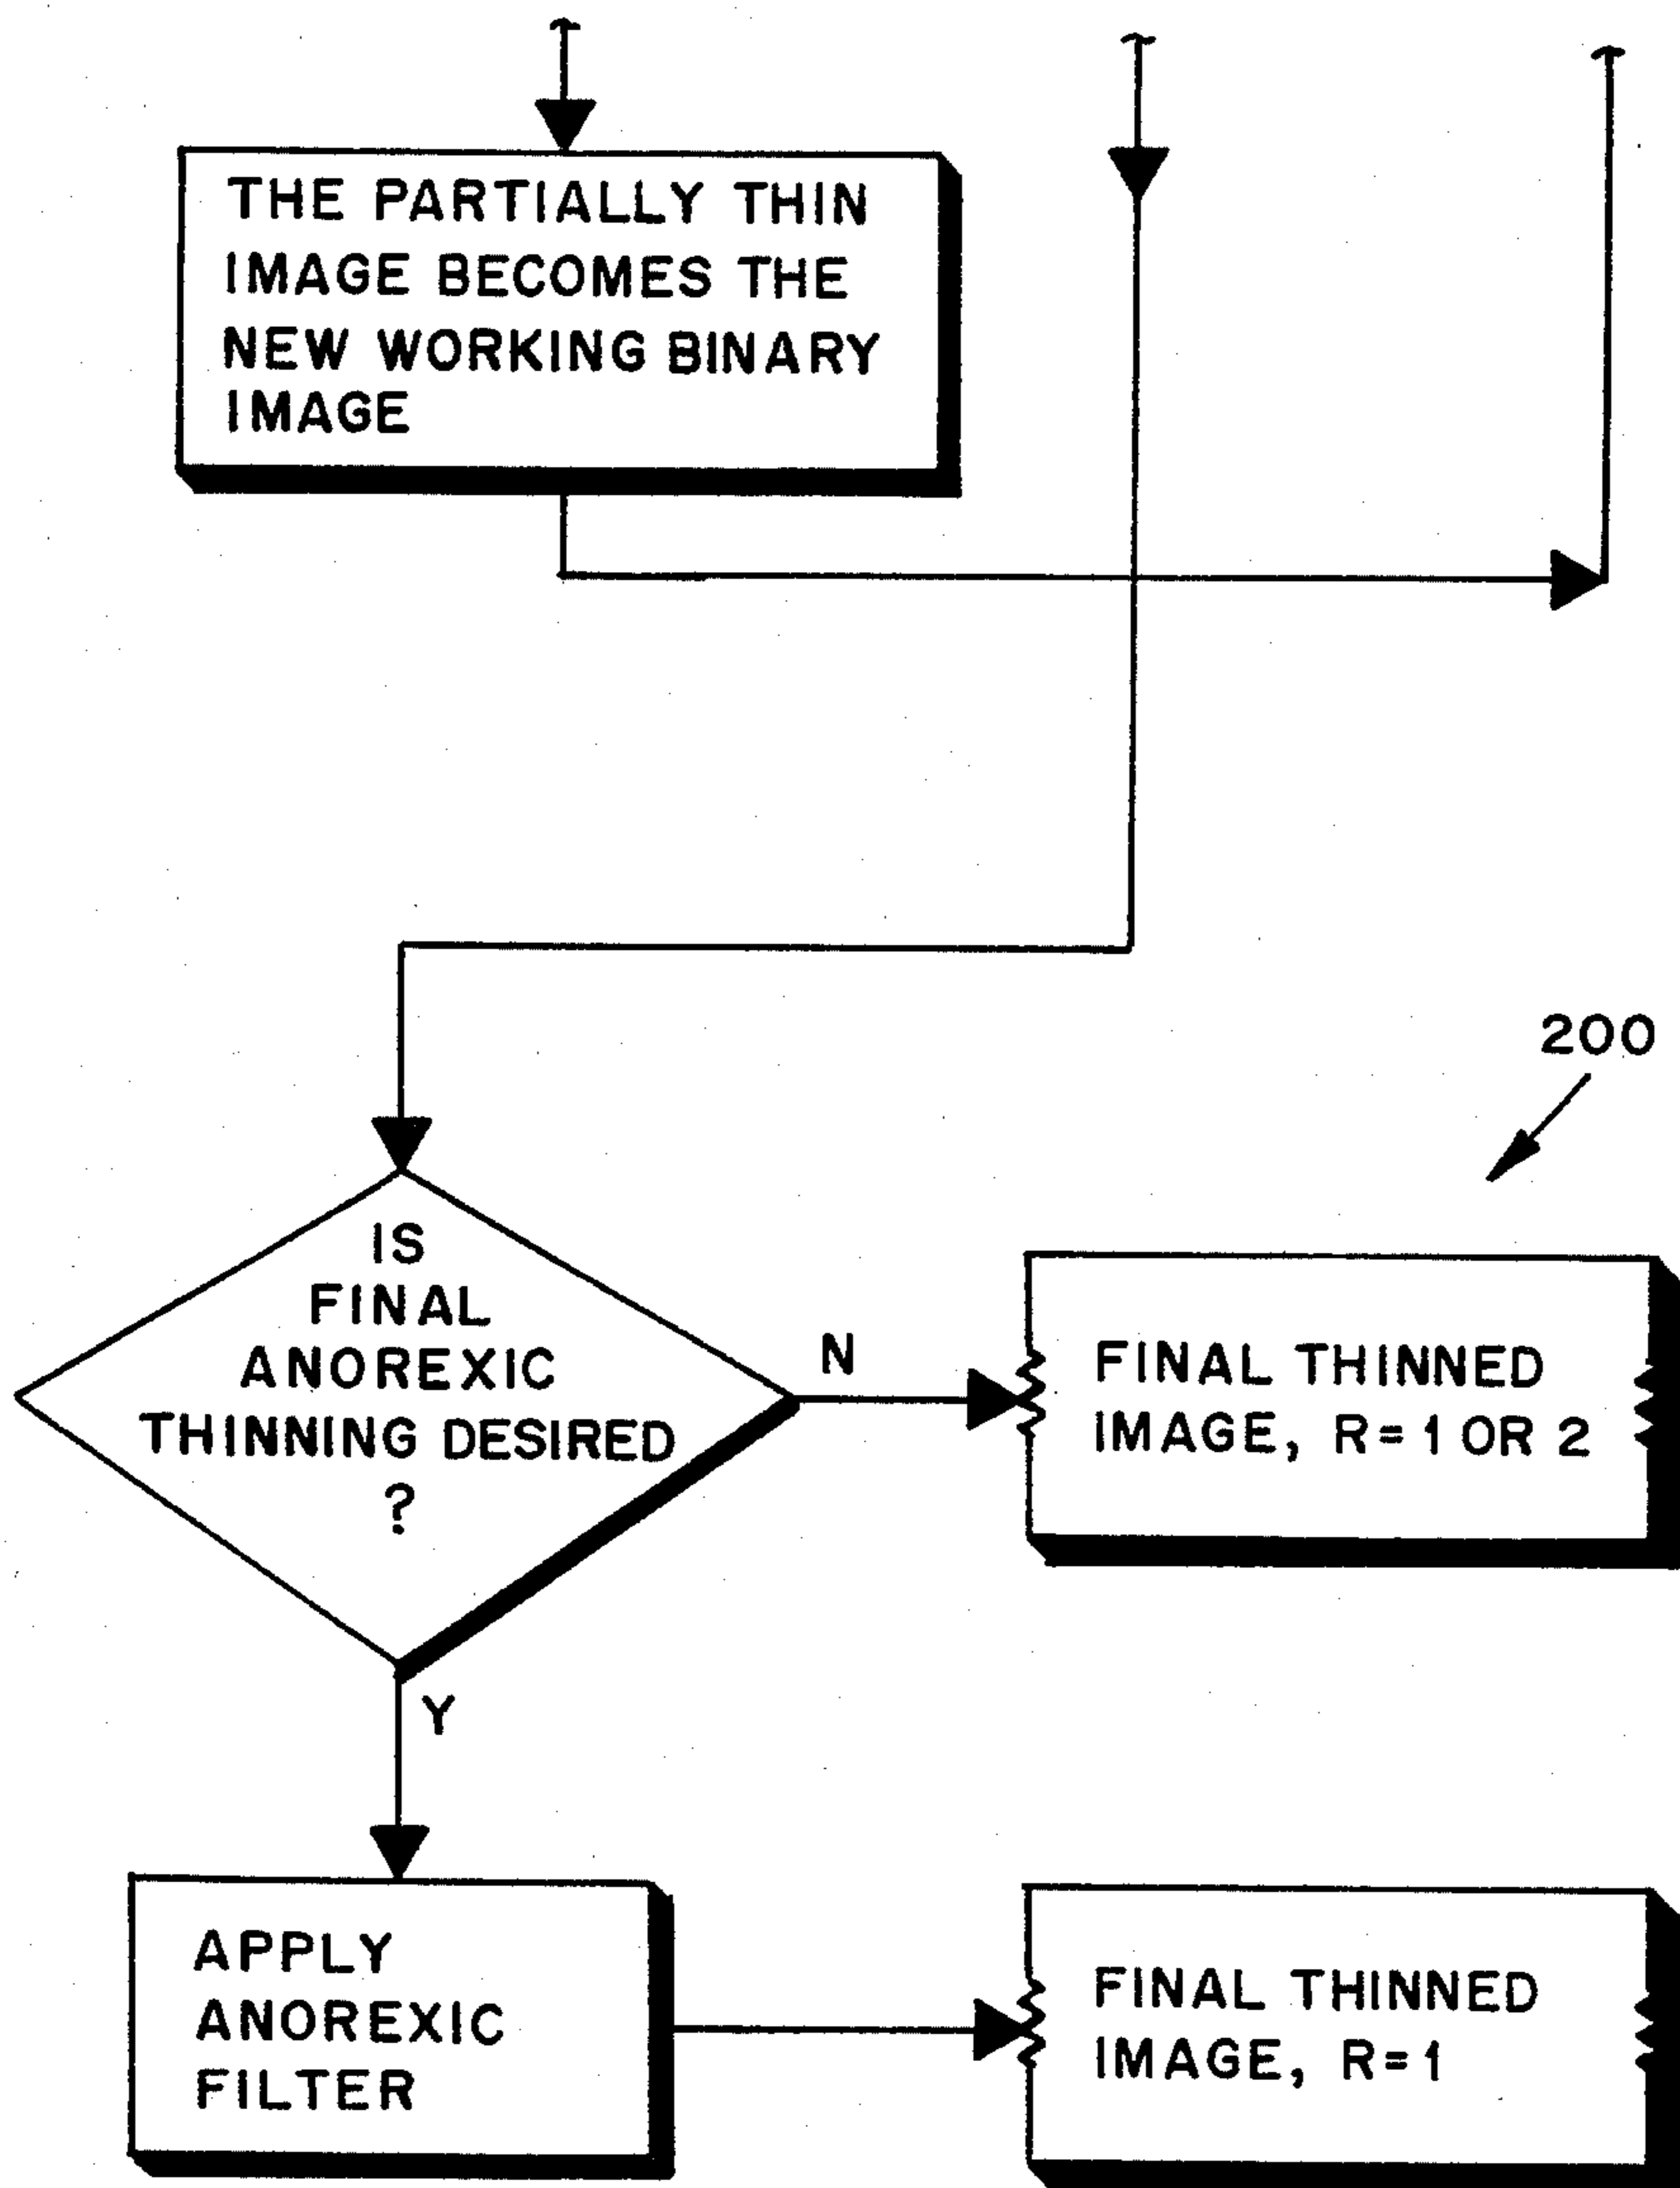 THE PARTIALLY THIN
IMAGE BECOMES THE
NEW WORKING BINARY
IMAGE
200
IS
FINAL
ANOREXIC
THINNING DESIRED
?
N
FINAL THINNED
IMAGE, R=1 OR 2
Y
APPLY
ANOREXIC
FILTER
FINAL THINNED
IMAGE, R=1